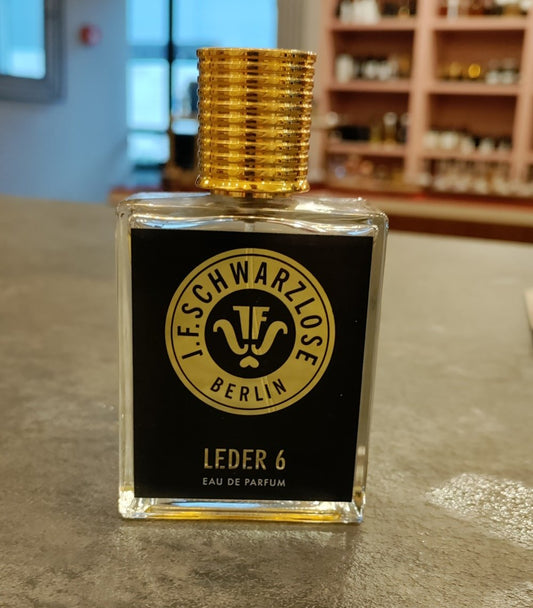 J.F.SCHWARZLOSE
BERLIN
LEDER 6
EAU DE PARFUM